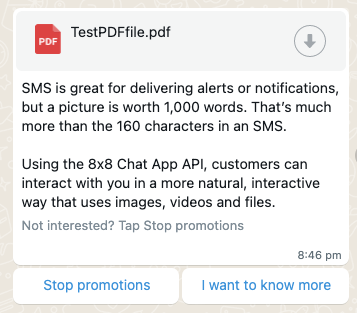 PDF
TestPDFfile.pdf
SMS is great for delivering alerts or notifications,
but a picture is worth 1,000 words. That’s much
more than the 160 characters in an SMS.
Using the 8x8 Chat App API, customers can
interact with you in a more natural, interactive
way that uses images, videos and files.
Not interested? Tap Stop promotions
8:46 pm
Stop promotions
I want to know more